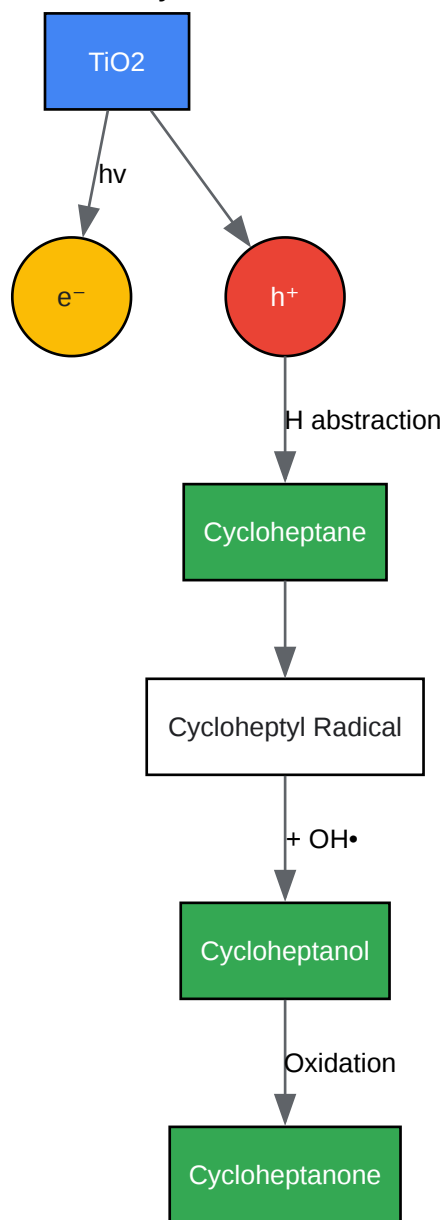 TiO2
hv
e⁻
h⁺
H abstraction
Cycloheptane
Cycloheptyl Radical
+ OH•
Cycloheptanol
Oxidation
Cycloheptanone